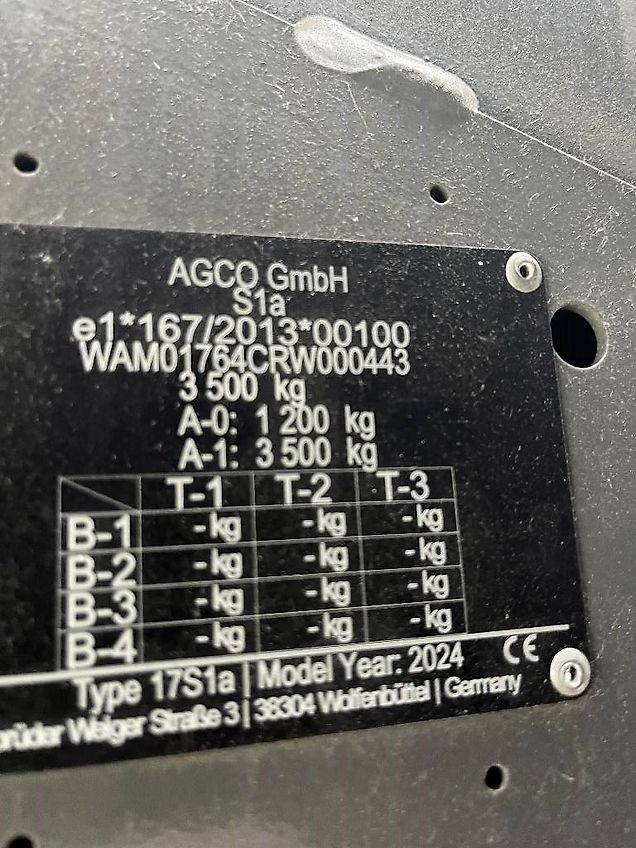 AGCO GmbH
S1a
e1*167/2013*00100
WAM01764CRW000443
3 500 kg
A-0: 1 200 kg
A-1: 3 500 kg
T-1 T-2 T-3
B-1 -kg -kg -kg
B-2 -kg -kg -kg
B-3 -kg -kg -kg
B-4 -kg -kg -kg
Type 17S1a | Model Year: 2024 CE
Welger Straße 3 | 38304 Wolfenbüttel | Germany